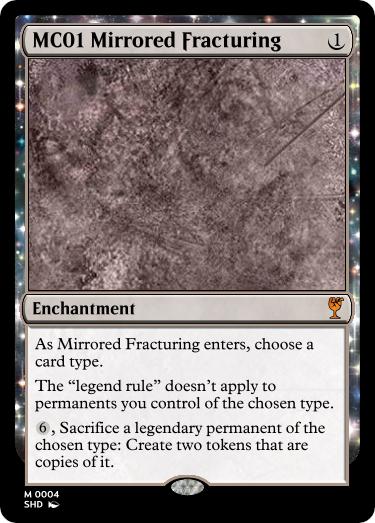 MC01 Mirrored Fracturing 1
Enchantment
As Mirrored Fracturing enters, choose a
card type.
The “legend rule” doesn’t apply to
permanents you control of the chosen type.
6, Sacrifice a legendary permanent of the
chosen type: Create two tokens that are
copies of it.
M 0004
SHD